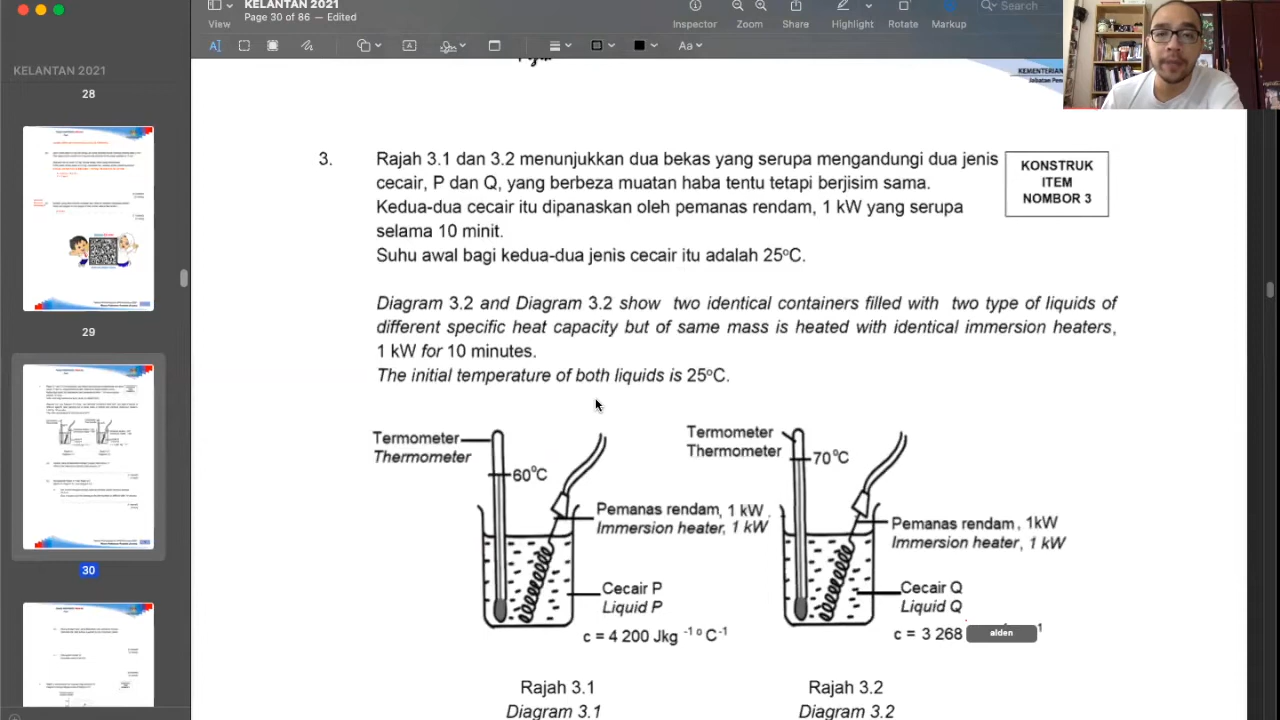 KELANTAN 2021
Page 30 of 86 — Edited
View
Inspector
Zoom
Share
Highlight
Rotate
Markup
Search
Aa
KELANTAN 2021
28
29
30
KEMENTERIAN
3.
Rajah 3.1 dan 3.2 menunjukkan dua bekas yang serupa mengandungi dua jenis
cecair, P dan Q, yang berbeza muatan haba tentu tetapi berjisim sama.
Kedua-dua cecair itu dipanaskan oleh pemanas rendam, 1 kW yang serupa
selama 10 minit.
Suhu awal bagi kedua-dua jenis cecair itu adalah 25°C.
KONSTRUK
ITEM
NOMBOR 3
Diagram 3.2 and Diagram 3.2 show two identical containers filled with two type of liquids of
different specific heat capacity but of same mass is heated with identical immersion heaters,
1 kW for 10 minutes.
The initial temperature of both liquids is 25°C.
Termometer
Thermometer
60°C
Pemanas rendam, 1 kW
Immersion heater, 1 kW
Cecair P
Liquid P
c = 4 200 Jkg ⁻¹ ° C⁻¹
Rajah 3.1
Diagram 3.1
Termometer
Thermometer
70°C
Pemanas rendam, 1kW
Immersion heater, 1 kW
Cecair Q
Liquid Q
c = 3 268
alden
Rajah 3.2
Diagram 3.2